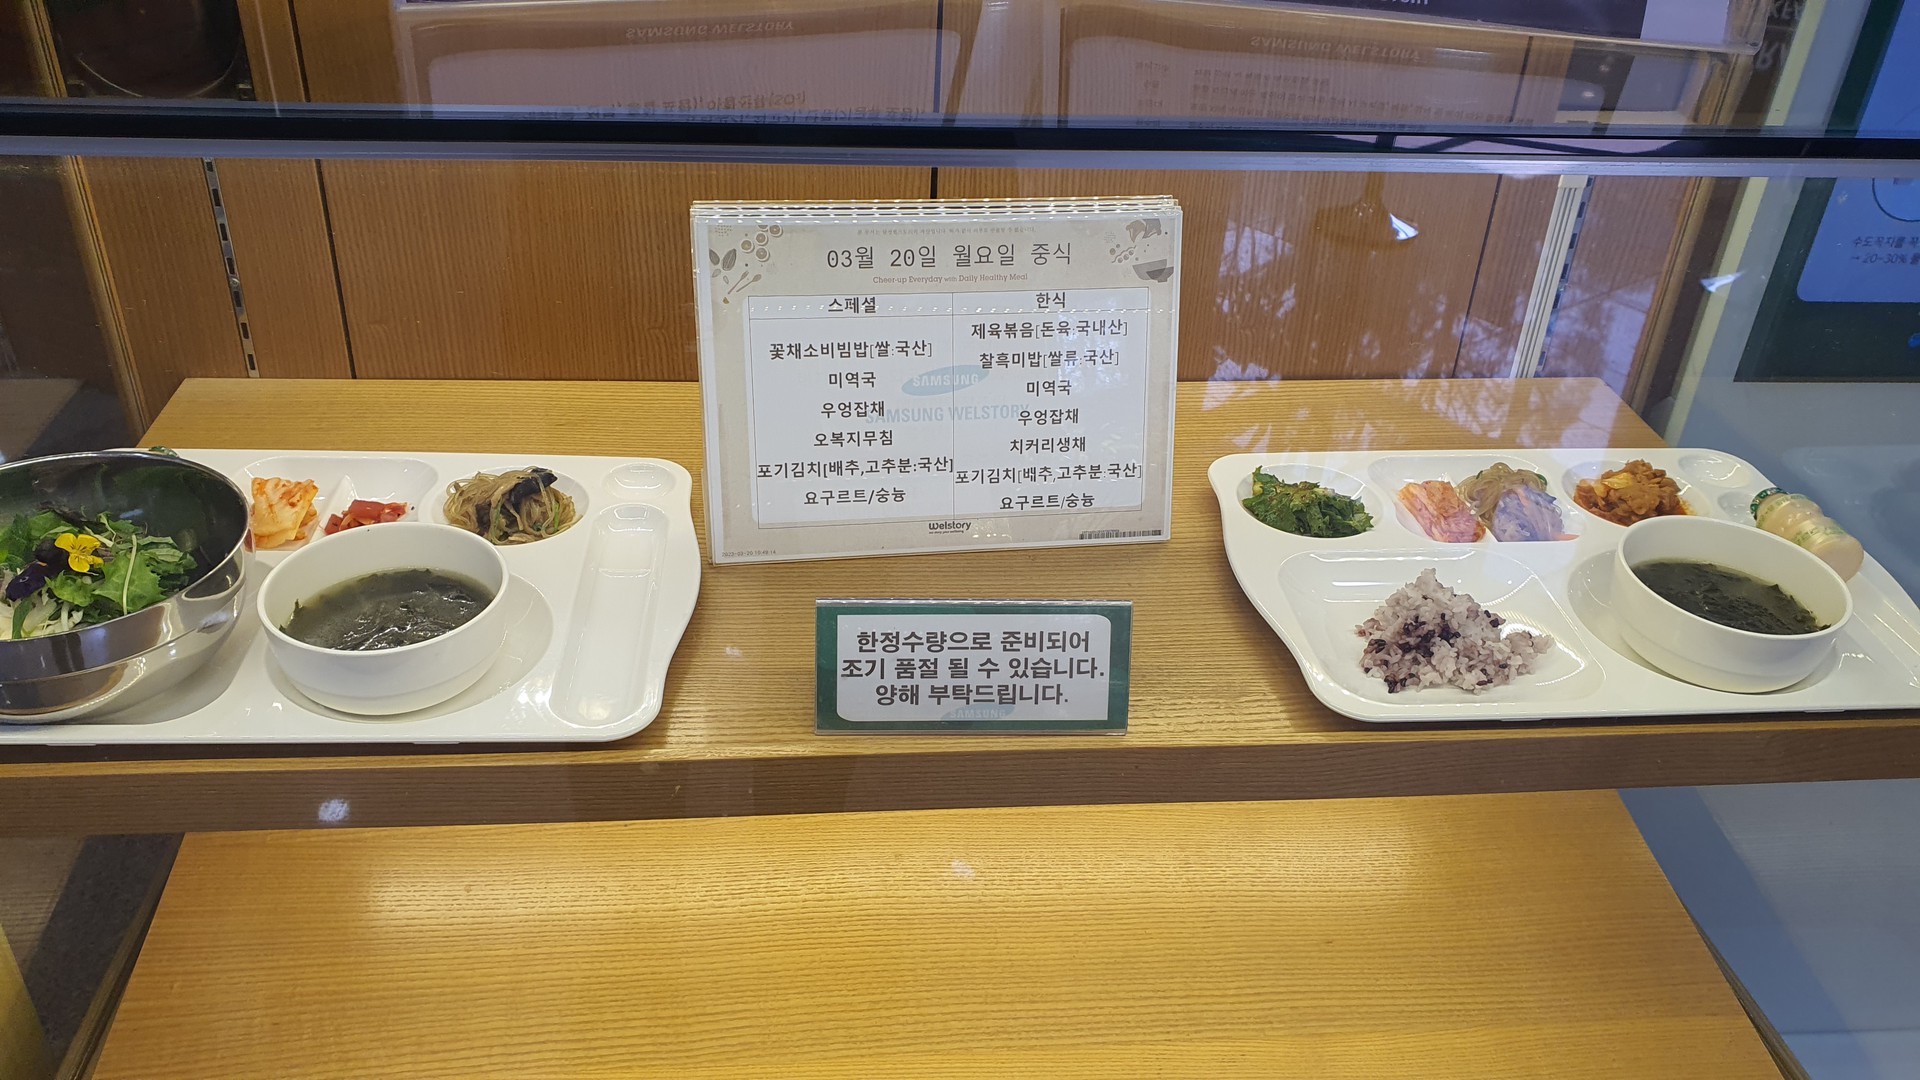 SAMSUNG WELSTORY
SAMSUNG WELSTORY
03월 20일 월요일 중식
Cheer-up Everyday with Daily Healthy Meal
스페셜
꽃채소비빔밥[쌀:국산]
미역국
우엉잡채
오복지무침
포기김치[배추,고추분:국산]
요구르트/숭늉
한식
제육볶음[돈육:국내산]
찰흑미밥[쌀류:국산]
미역국
우엉잡채
치커리생채
포기김치[배추,고추분:국산]
요구르트/숭늉
SAMSUNG
SAMSUNG WELSTORY
Welstory
한정수량으로 준비되어
조기 품절 될 수 있습니다.
양해 부탁드립니다.
SAMSUNG
수도꼭지를
20~30%